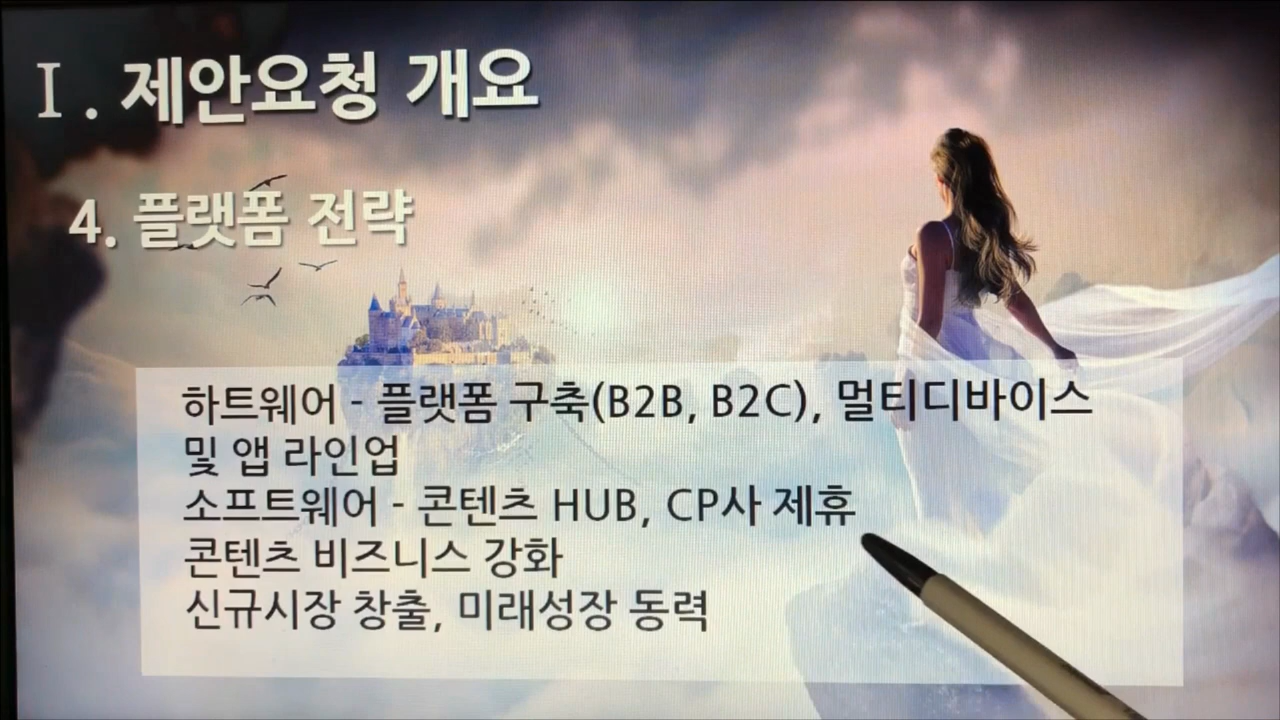 Ⅰ. 제안요청 개요
4. 플랫폼 전략
하트웨어 - 플랫폼 구축(B2B, B2C), 멀티디바이스
및 앱 라인업
소프트웨어 - 콘텐츠 HUB, CP사 제휴
콘텐츠 비즈니스 강화
신규시장 창출, 미래성장 동력